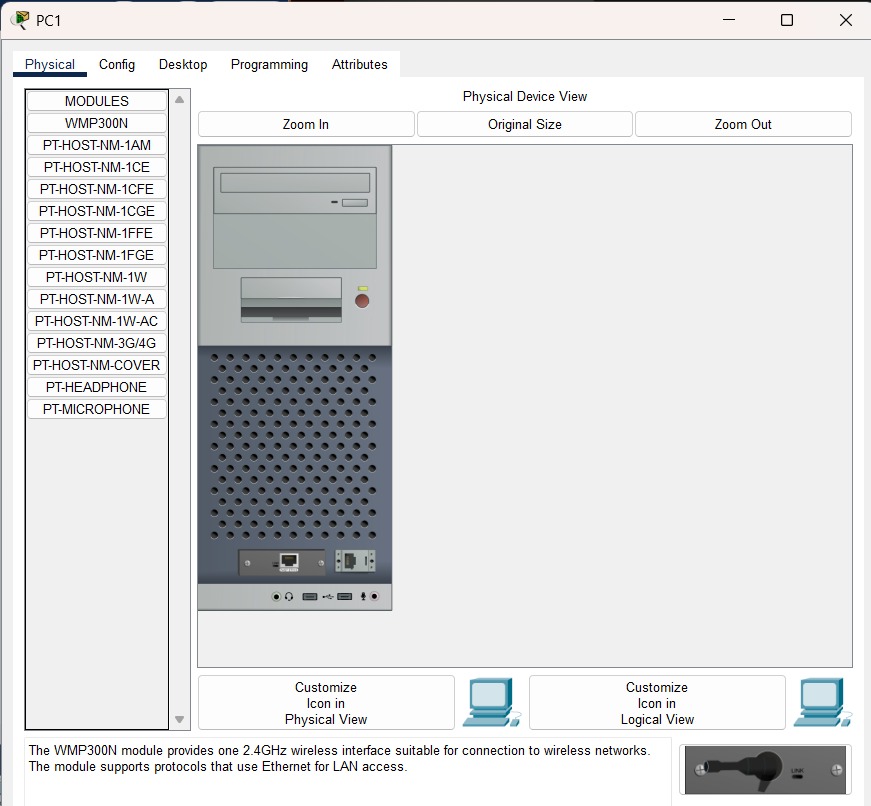 PC1
Physical Config Desktop Programming Attributes
MODULES
WMP300N
PT-HOST-NM-1AM
PT-HOST-NM-1CE
PT-HOST-NM-1CFE
PT-HOST-NM-1CGE
PT-HOST-NM-1FFE
PT-HOST-NM-1FGE
PT-HOST-NM-1W
PT-HOST-NM-1W-A
PT-HOST-NM-1W-AC
PT-HOST-NM-3G/4G
PT-HOST-NM-COVER
PT-HEADPHONE
PT-MICROPHONE
Physical Device View
Zoom In Original Size Zoom Out
Customize
Icon in
Physical View
Customize
Icon in
Logical View
The WMP300N module provides one 2.4GHz wireless interface suitable for connection to wireless networks.
The module supports protocols that use Ethernet for LAN access.
LINK